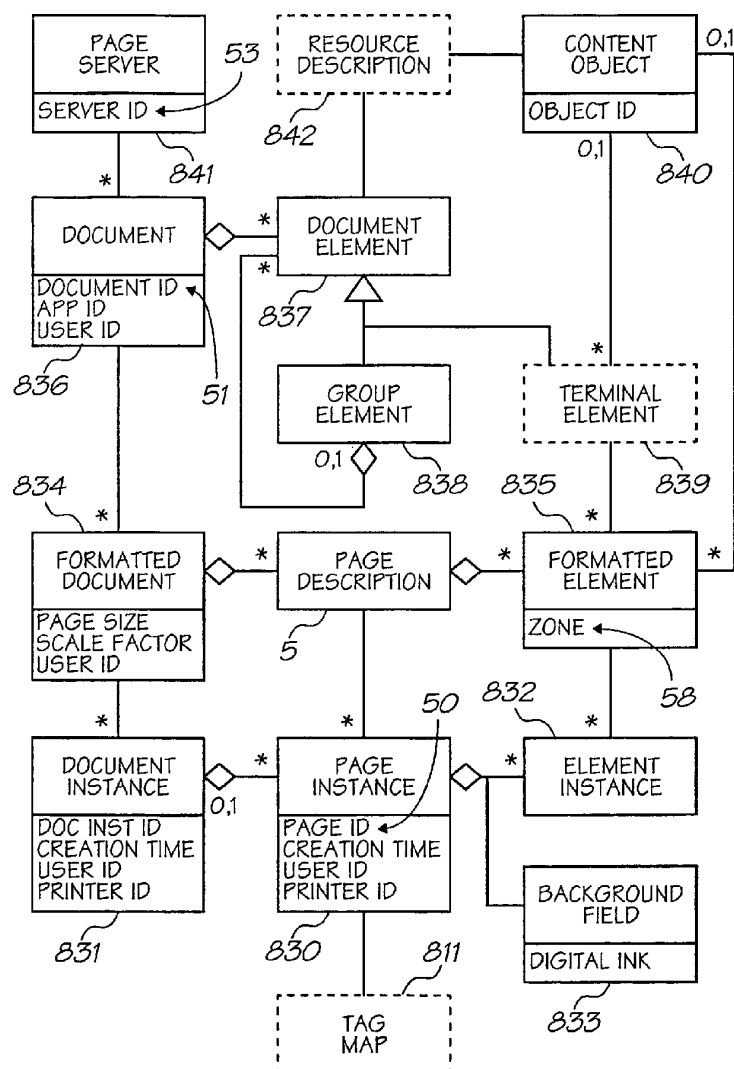 PAGE
SERVER
SERVER ID
53
841
RESOURCE
DESCRIPTION
842
CONTENT
OBJECT
OBJECT ID
0,1
0,1
840
*
DOCUMENT
DOCUMENT ID
APP ID
USER ID
836
51
*
*
DOCUMENT
ELEMENT
837
GROUP
ELEMENT
0,1
838
*
TERMINAL
ELEMENT
839
834
*
FORMATTED
DOCUMENT
PAGE SIZE
SCALE FACTOR
USER ID
*
PAGE
DESCRIPTION
5
835
*
*
*
FORMATTED
ELEMENT
ZONE
58
*
DOCUMENT
INSTANCE
0,1
DOC INST ID
CREATION TIME
USER ID
PRINTER ID
831
*
*
50
PAGE
INSTANCE
PAGE ID
CREATION TIME
USER ID
PRINTER ID
830
832
*
*
ELEMENT
INSTANCE
BACKGROUND
FIELD
DIGITAL INK
833
811
TAG
MAP